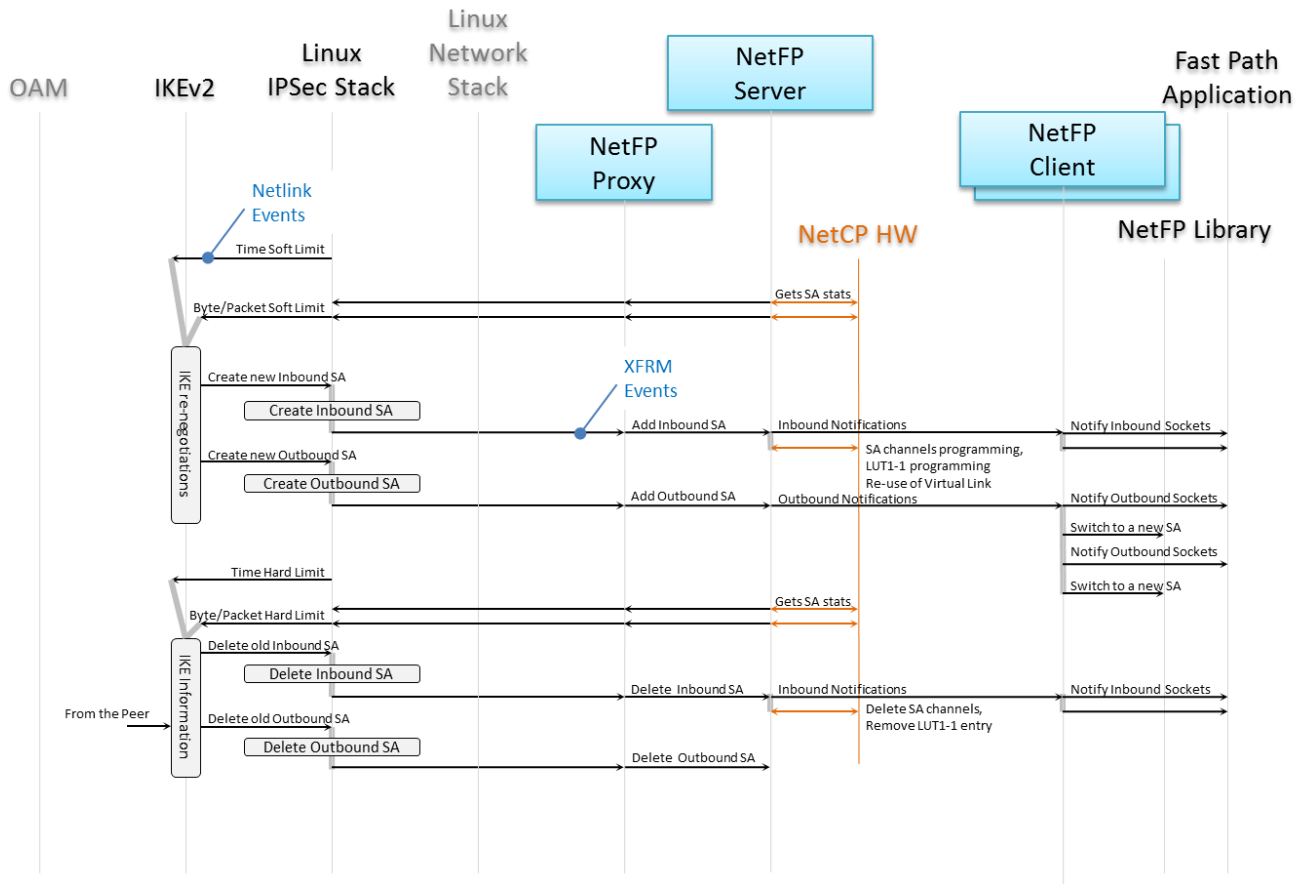 OAM
IKEv2
Linux
IPSec Stack
Linux
Network
Stack
NetFP
Proxy
NetFP
Server
NetFP
Client
Fast Path
Application
NetCP HW
NetFP Library
Netlink
Events
Time Soft Limit
Gets SA stats
Byte/Packet Soft Limit
IKE re-negotiations
Create new Inbound SA
Create Inbound SA
XFRM
Events
Add Inbound SA
Inbound Notifications
Notify Inbound Sockets
SA channels programming,
LUT1-1 programming
Re-use of Virtual Link
Create new Outbound SA
Create Outbound SA
Add Outbound SA
Outbound Notifications
Notify Outbound Sockets
Switch to a new SA
Notify Outbound Sockets
Switch to a new SA
Time Hard Limit
Gets SA stats
Byte/Packet Hard Limit
IKE Information
Delete old Inbound SA
Delete Inbound SA
Delete Inbound SA
Inbound Notifications
Notify Inbound Sockets
Delete SA channels,
Remove LUT1-1 entry
From the Peer
Delete old Outbound SA
Delete Outbound SA
Delete Outbound SA